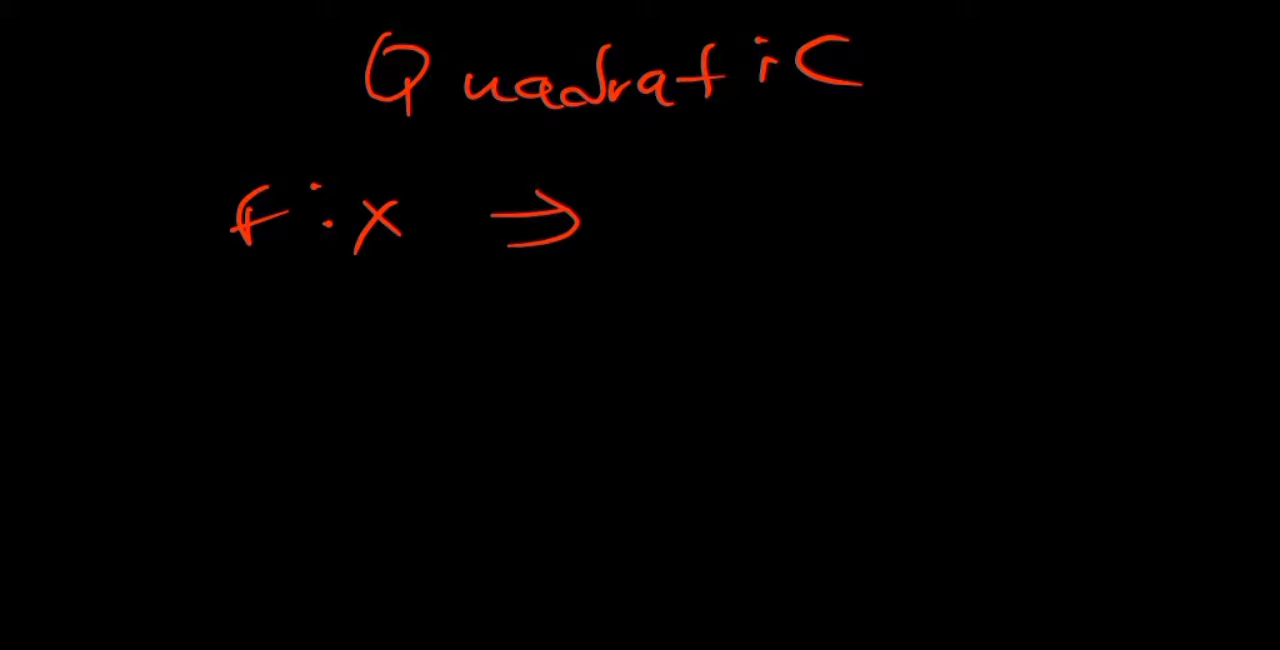 Quadratic
f : x →